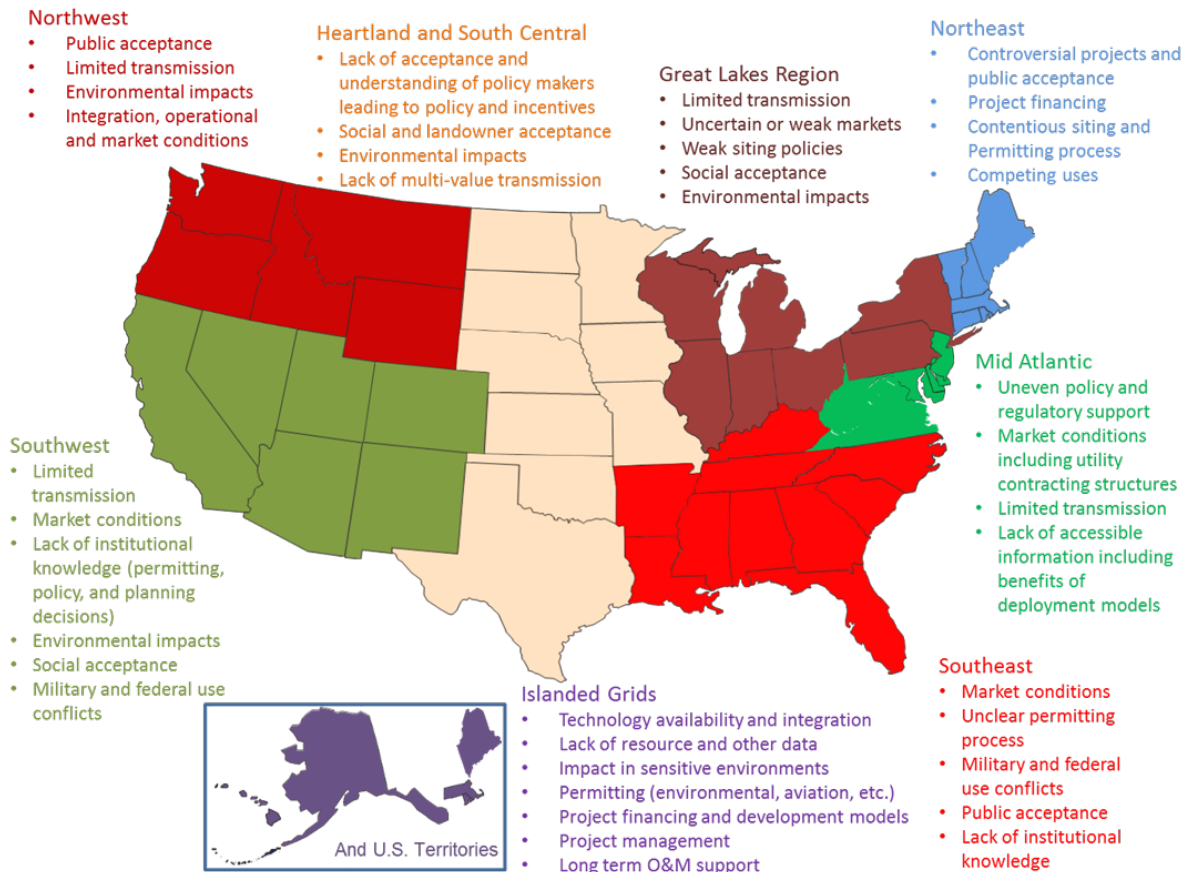 Northwest
• Public acceptance
• Limited transmission
• Environmental impacts
• Integration, operational
and market conditions
Heartland and South Central
• Lack of acceptance and
understanding of policy makers
leading to policy and incentives
• Social and landowner acceptance
• Environmental impacts
• Lack of multi-value transmission
Great Lakes Region
• Limited transmission
• Uncertain or weak markets
• Weak siting policies
• Social acceptance
• Environmental impacts
Northeast
• Controversial projects and
public acceptance
• Project financing
• Contentious siting and
Permitting process
• Competing uses
Mid Atlantic
• Uneven policy and
regulatory support
• Market conditions
including utility
contracting structures
• Limited transmission
• Lack of accessible
information including
benefits of
deployment models
Southwest
• Limited
transmission
• Market conditions
• Lack of institutional
knowledge (permitting,
policy, and planning
decisions)
• Environmental impacts
• Social acceptance
• Military and federal use
conflicts
Islanded Grids
• Technology availability and integration
• Lack of resource and other data
• Impact in sensitive environments
• Permitting (environmental, aviation, etc.)
• Project financing and development models
• Project management
• Long term O&M support
And U.S. Territories
Southeast
• Market conditions
• Unclear permitting
process
• Military and federal
use conflicts
• Public acceptance
• Lack of institutional
knowledge